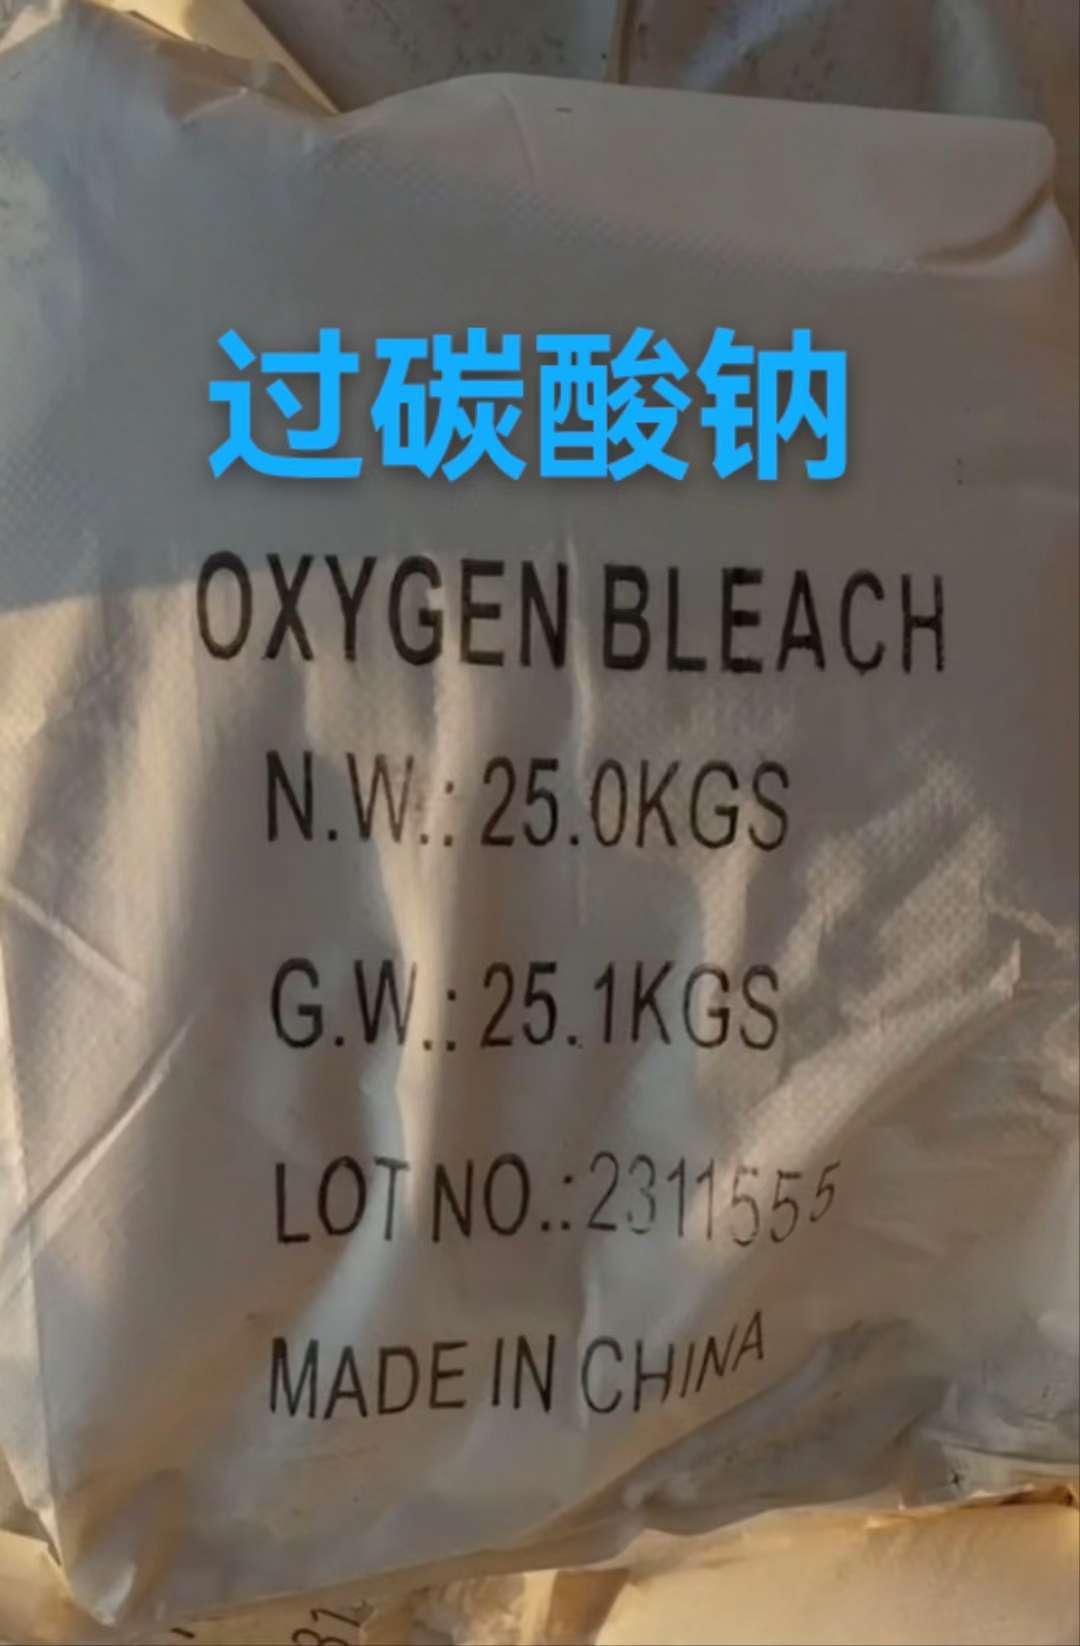 过碳酸钠
OXYGEN BLEACH
N.W.: 25.0KGS
G.W.: 25.1KGS
LOT NO.: 2311555
MADE IN CHINA